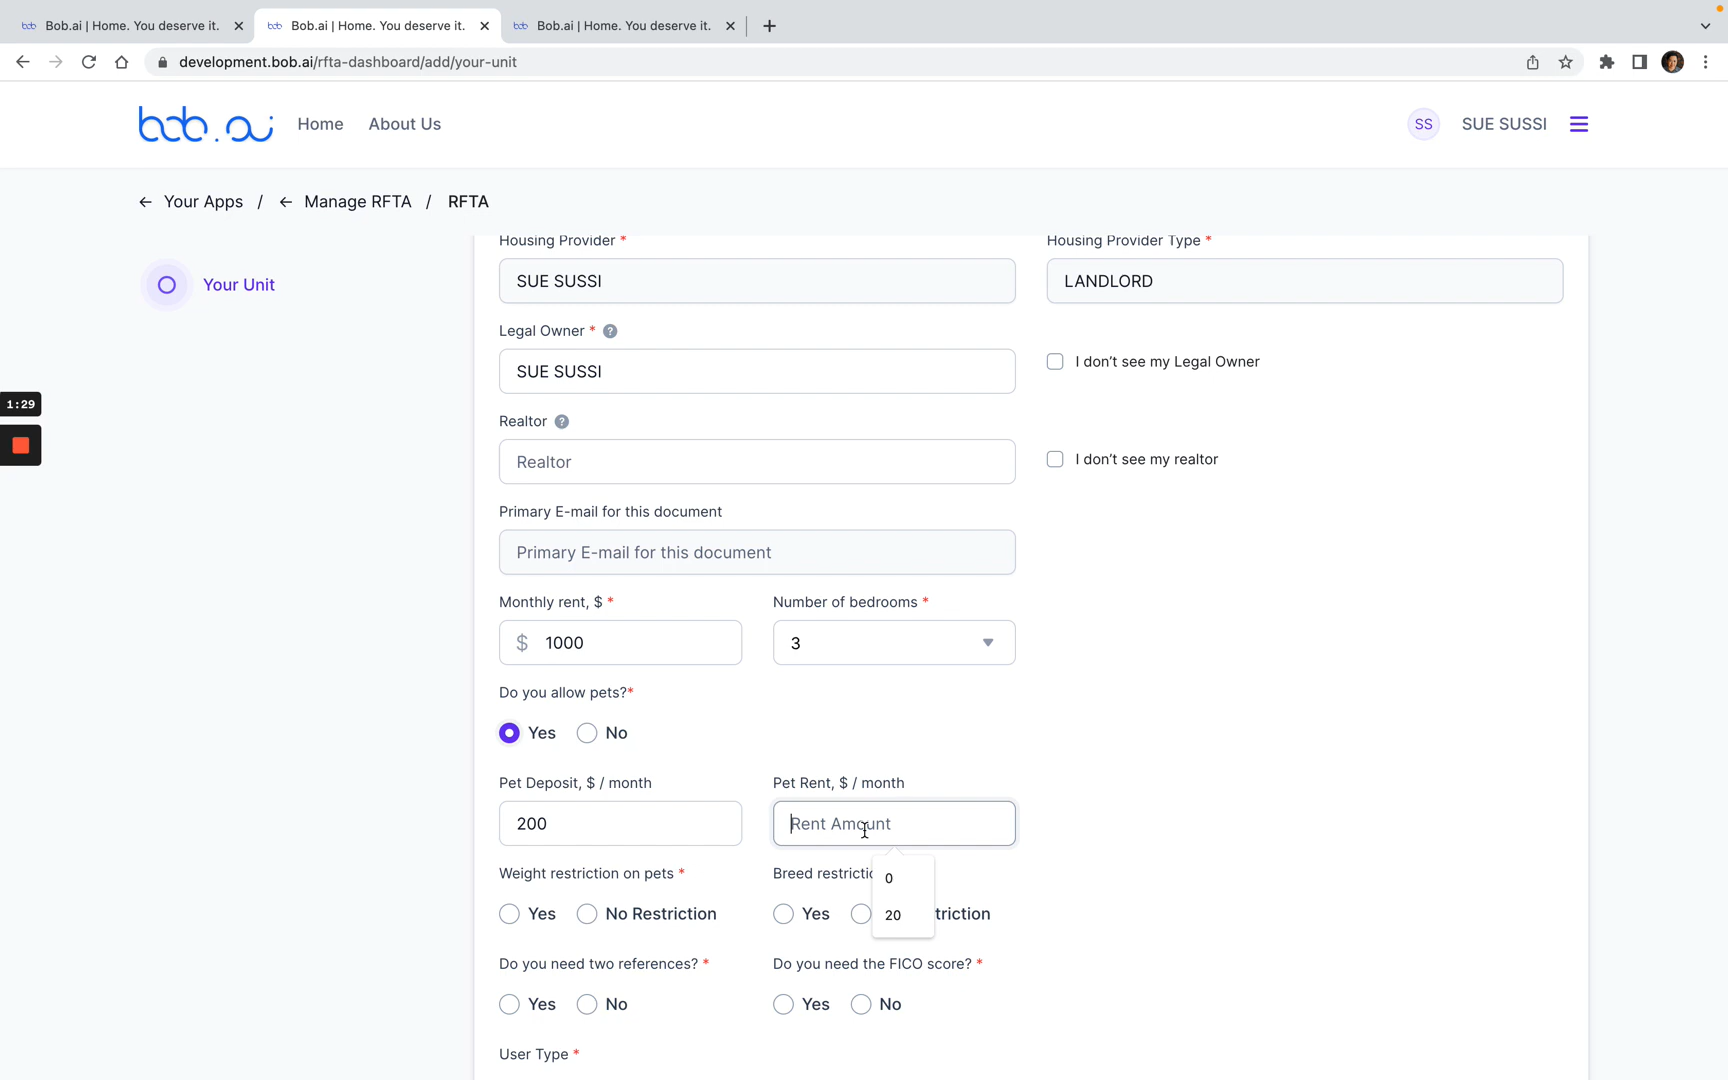 Bob.ai | Home. You deserve it.
Bob.ai | Home. You deserve it.
Bob.ai | Home. You deserve it.
development.bob.ai/rfta-dashboard/add/your-unit
bob.ai
Home
About Us
SS
SUE SUSSI
Your Apps / Manage RFTA / RFTA
Your Unit
1:29
Housing Provider *
Housing Provider Type *
SUE SUSSI
LANDLORD
Legal Owner * ?
SUE SUSSI
I don’t see my Legal Owner
Realtor ?
Realtor
I don’t see my realtor
Primary E-mail for this document
Primary E-mail for this document
Monthly rent, $ *
Number of bedrooms *
$ 1000
3
Do you allow pets?*
Yes
No
Pet Deposit, $ / month
Pet Rent, $ / month
200
Rent Amount
0
20
Weight restriction on pets *
Breed
Yes
No Restriction
Yes
Do you need two references? *
Do you need the FICO score? *
Yes
No
Yes
No
User Type *